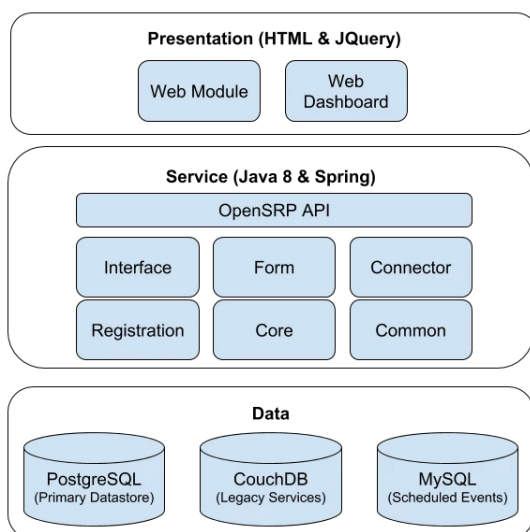 Presentation (HTML & JQuery)
Web Module
Web
Dashboard
Service (Java 8 & Spring)
OpenSRP API
Interface
Form
Connector
Registration
Core
Common
Data
PostgreSQL
(Primary Datastore)
CouchDB
(Legacy Services)
MySQL
(Scheduled Events)